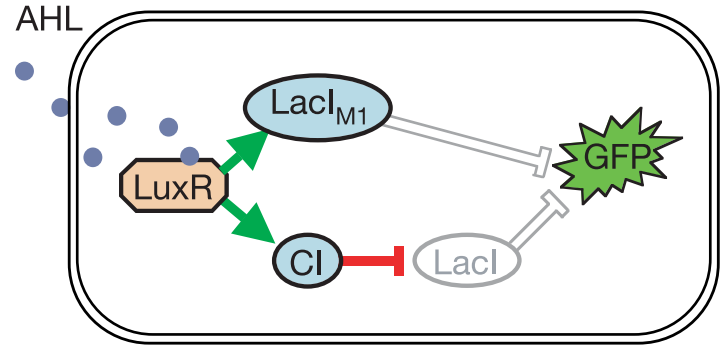 AHL
LacI_M1
GFP
LuxR
CI
LacI